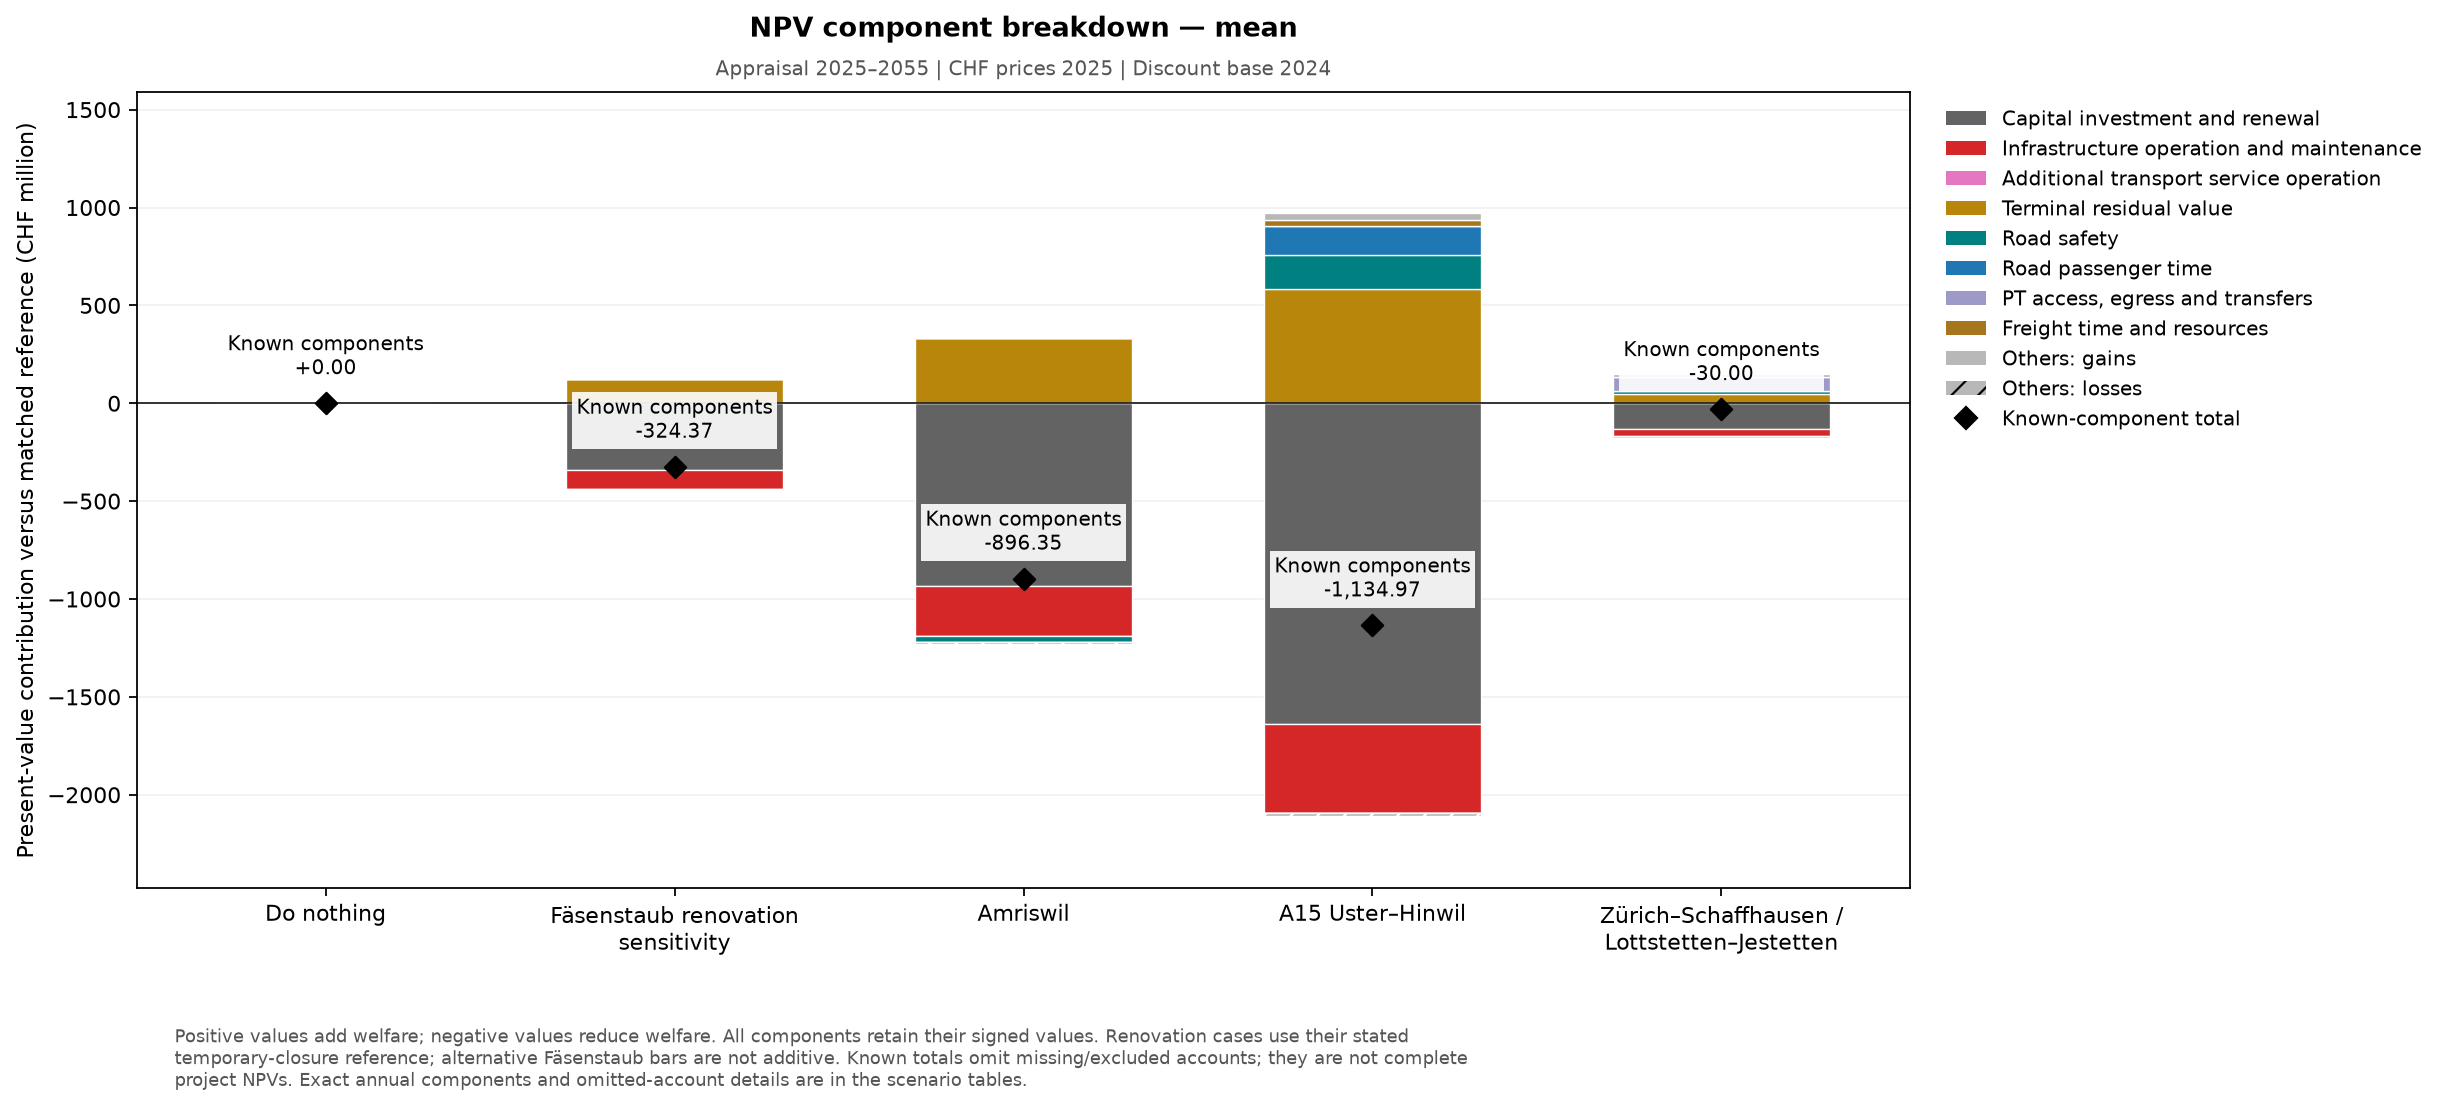 NPV component breakdown — mean
Appraisal 2025–2055 | CHF prices 2025 | Discount base 2024
Present-value contribution versus matched reference (CHF million)
1500
1000
500
0
−500
−1000
−1500
−2000
Known components
+0.00
Known components
-324.37
Known components
-896.35
Known components
-1,134.97
Known components
-30.00
Do nothing
Fäsenstaub renovation
sensitivity
Amriswil
A15 Uster–Hinwil
Zürich–Schaffhausen /
Lottstetten–Jestetten
Capital investment and renewal
Infrastructure operation and maintenance
Additional transport service operation
Terminal residual value
Road safety
Road passenger time
PT access, egress and transfers
Freight time and resources
Others: gains
Others: losses
Known-component total
Positive values add welfare; negative values reduce welfare. All components retain their signed values. Renovation cases use their stated
temporary-closure reference; alternative Fäsenstaub bars are not additive. Known totals omit missing/excluded accounts; they are not complete
project NPVs. Exact annual components and omitted-account details are in the scenario tables.